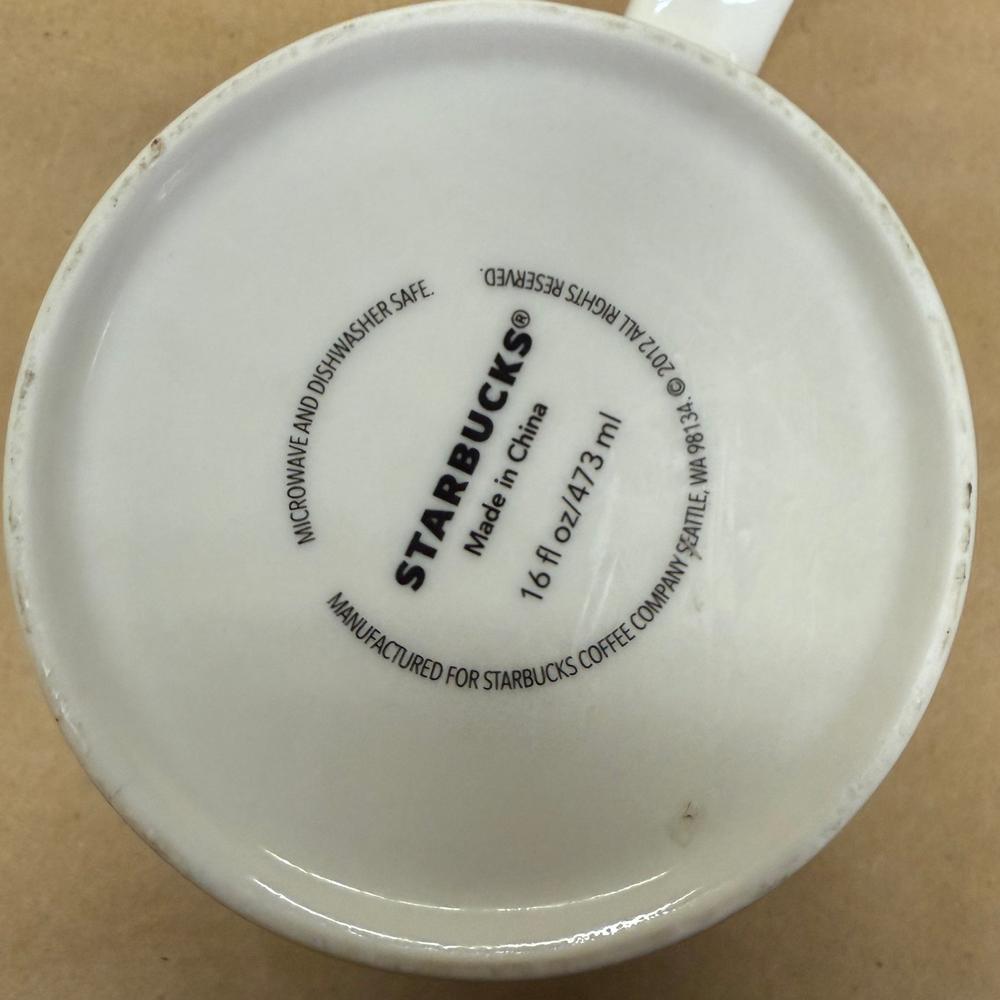 MICROWAVE AND DISHWASHER SAFE.
STARBUCKS®
Made in China
16 fl oz/473 ml
MANUFACTURED FOR STARBUCKS COFFEE COMPANY SEATTLE, WA 98134. © 2012 ALL RIGHTS RESERVED.